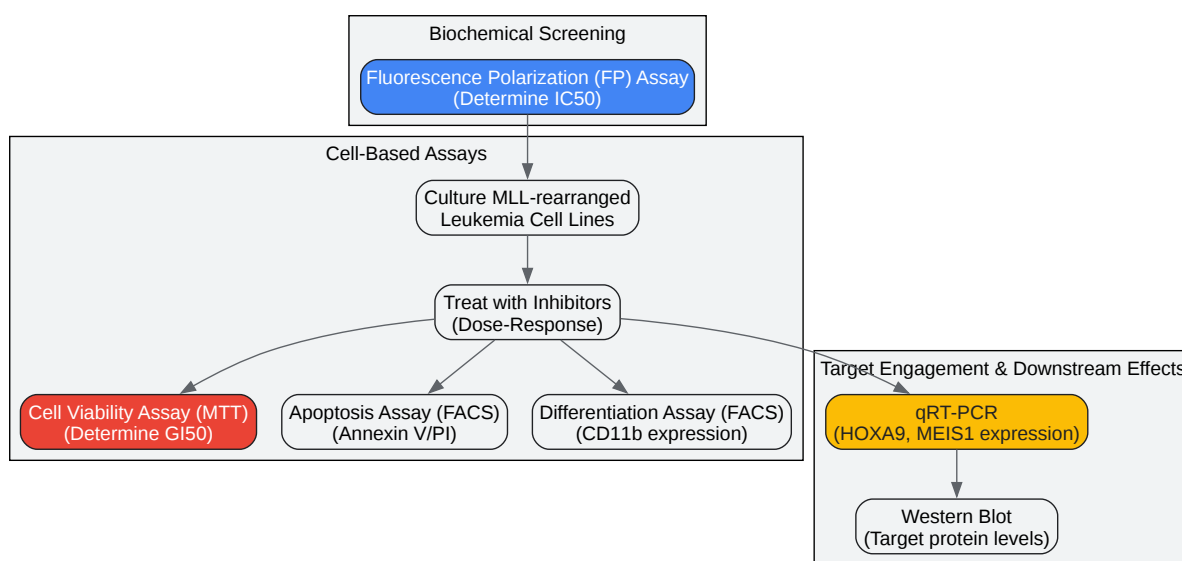 Biochemical Screening
Fluorescence Polarization (FP) Assay
(Determine IC50)
Cell-Based Assays
Culture MLL-rearranged
Leukemia Cell Lines
Treat with Inhibitors
(Dose-Response)
Target Engagement & Downstream Effects
Cell Viability Assay (MTT)
(Determine GI50)
Apoptosis Assay (FACS)
(Annexin V/PI)
Differentiation Assay (FACS)
(CD11b expression)
qRT-PCR
(HOXA9, MEIS1 expression)
Western Blot
(Target protein levels)